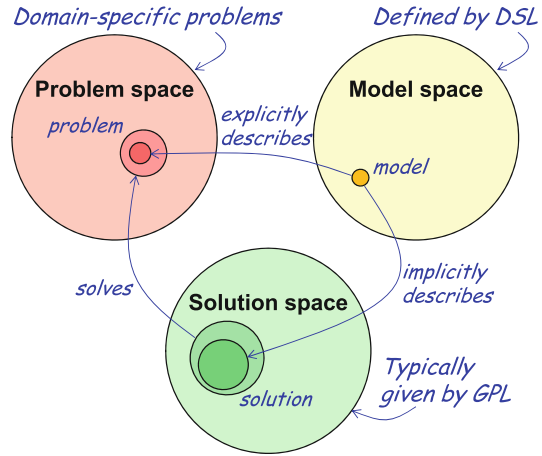 Domain-specific problems
Defined by DSL
Problem space
Model space
problem
explicitly
describes
model
solves
implicitly
describes
Solution space
solution
Typically
given by GPL